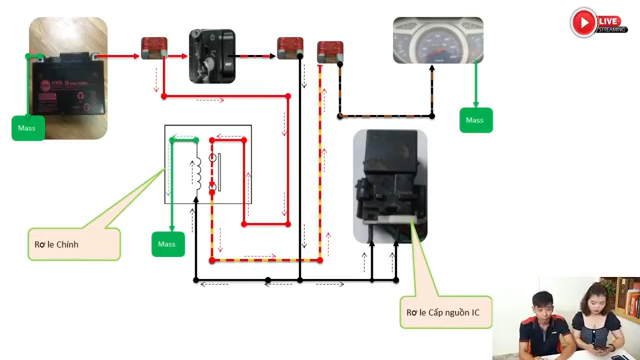 LIVE
STREAMING
Mass
Mass
Rơ le Chính
Mass
Rơ le Cấp nguồn IC